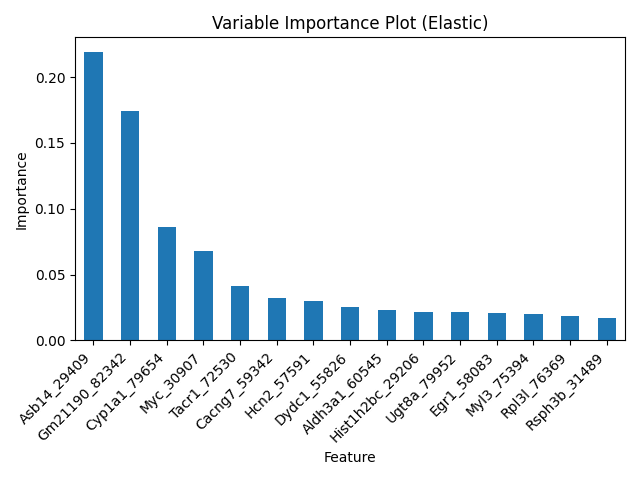 Variable Importance Plot (Elastic)
Importance
0.20
0.15
0.10
0.05
0.00
Asb14_29409
Gm21190_82342
Cyp1a1_79654
Myc_30907
Tacr1_72530
Cacng7_59342
Hcn2_57591
Dydc1_55826
Aldh3a1_60545
Hist1h2bc_29206
Ugt8a_79952
Egr1_58083
Myl3_75394
Rpl3l_76369
Rsph3b_31489
Feature